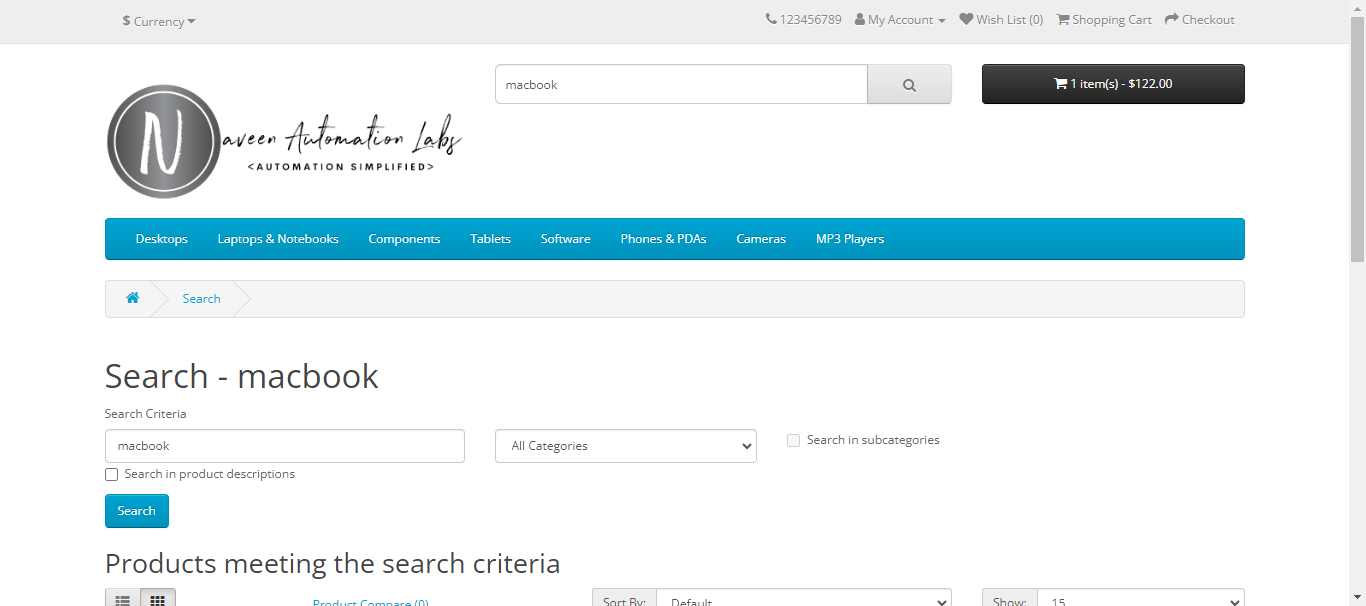 $ Currency
123456789 My Account Wish List (0) Shopping Cart Checkout
macbook
1 item(s) - $122.00
N
aveen Automation Labs
<AUTOMATION SIMPLIFIED>
Desktops Laptops & Notebooks Components Tablets Software Phones & PDAs Cameras MP3 Players
Search
Search - macbook
Search Criteria
macbook All Categories Search in subcategories
Search in product descriptions
Search
Products meeting the search criteria
Product Compare (0) Sort By: Default Show: 15